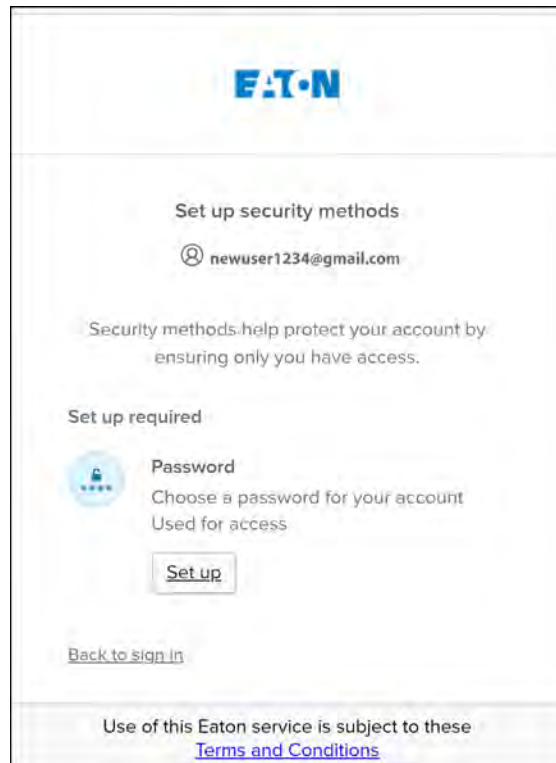 EATON
Set up security methods
newuser1234@gmail.com
Security methods help protect your account by
ensuring only you have access.
Set up required
Password
Choose a password for your account
Used for access
Set up
Back to sign in
Use of this Eaton service is subject to these
Terms and Conditions